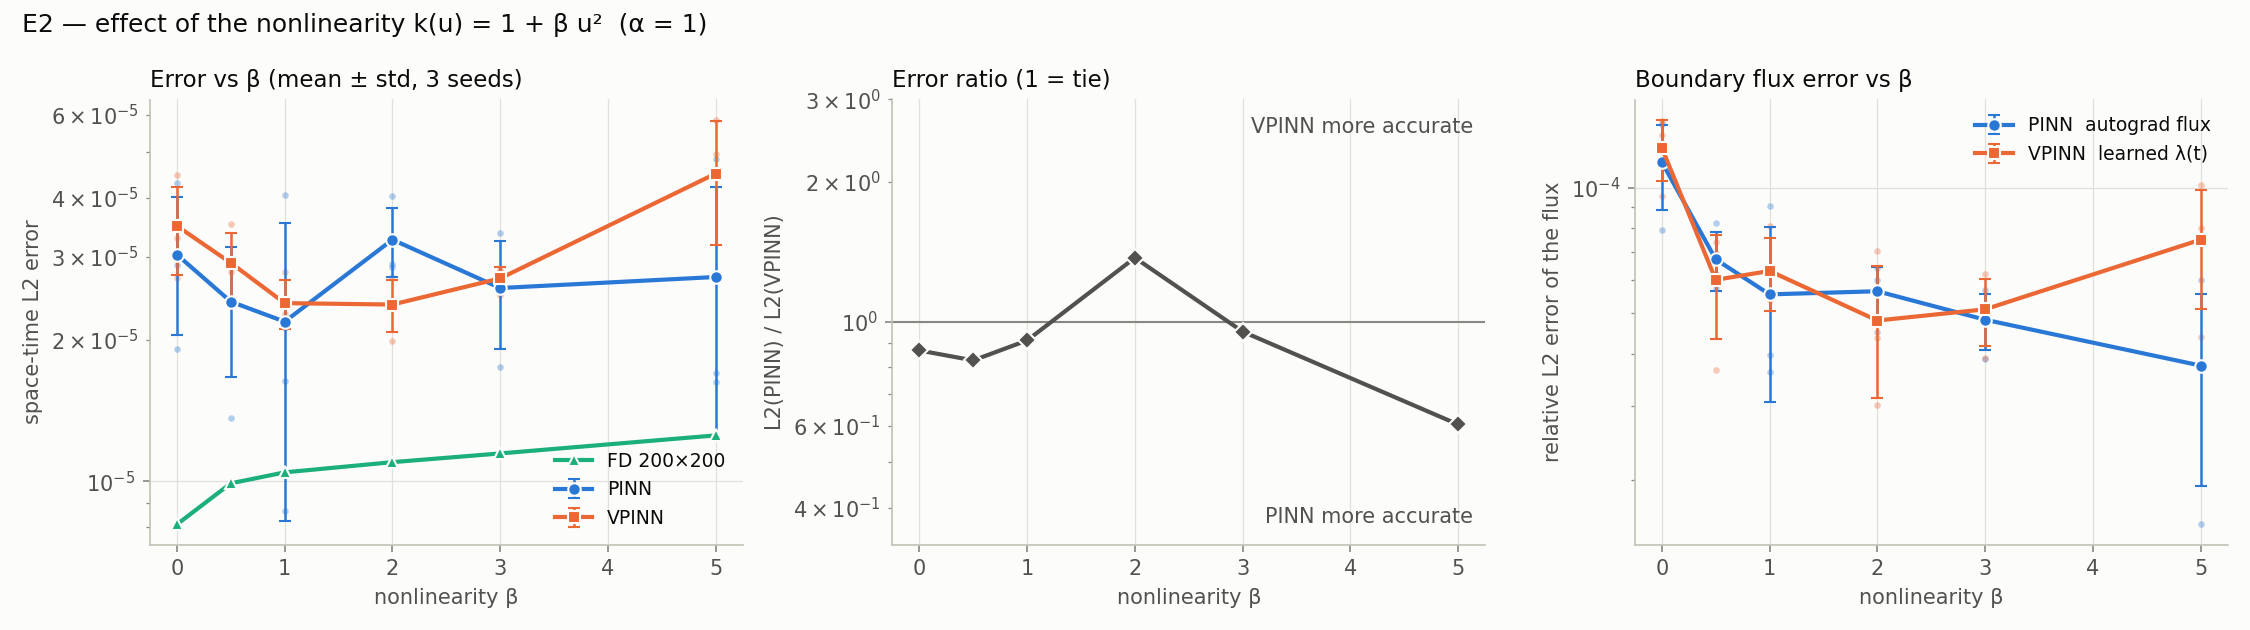 E2 — effect of the nonlinearity k(u) = 1 + β u² (α = 1)
Error vs β (mean ± std, 3 seeds)
space-time L2 error
6 × 10⁻⁵
4 × 10⁻⁵
3 × 10⁻⁵
2 × 10⁻⁵
10⁻⁵
FD 200×200
PINN
VPINN
0 1 2 3 4 5
nonlinearity β
Error ratio (1 = tie)
L2(PINN) / L2(VPINN)
3 × 10⁰
2 × 10⁰
10⁰
6 × 10⁻¹
4 × 10⁻¹
VPINN more accurate
PINN more accurate
0 1 2 3 4 5
nonlinearity β
Boundary flux error vs β
relative L2 error of the flux
10⁻⁴
PINN autograd flux
VPINN learned λ(t)
0 1 2 3 4 5
nonlinearity β